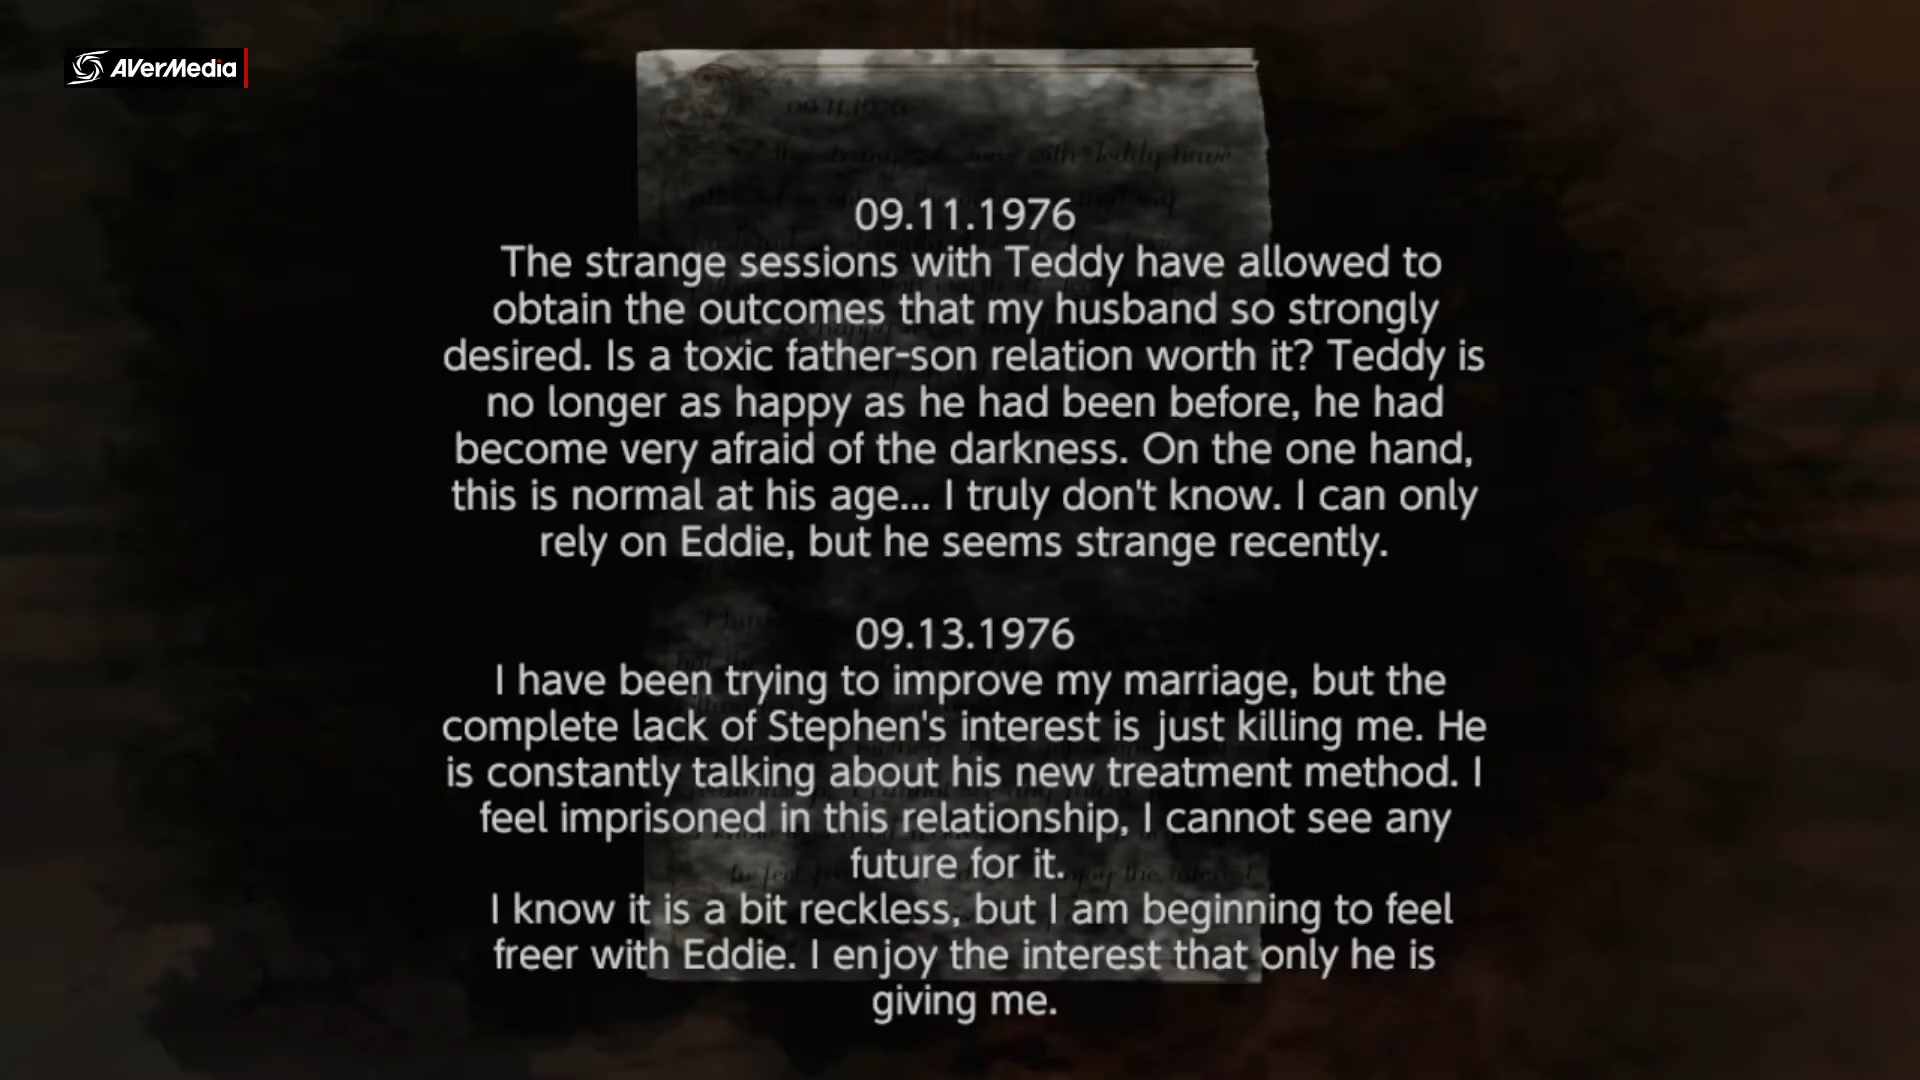 AVerMedia
09.11.1976
The strange sessions with Teddy have allowed to
obtain the outcomes that my husband so strongly
desired. Is a toxic father-son relation worth it? Teddy is
no longer as happy as he had been before, he had
become very afraid of the darkness. On the one hand,
this is normal at his age... I truly don't know. I can only
rely on Eddie, but he seems strange recently.
09.13.1976
I have been trying to improve my marriage, but the
complete lack of Stephen's interest is just killing me. He
is constantly talking about his new treatment method. I
feel imprisoned in this relationship, I cannot see any
future for it.
I know it is a bit reckless, but I am beginning to feel
freer with Eddie. I enjoy the interest that only he is
giving me.